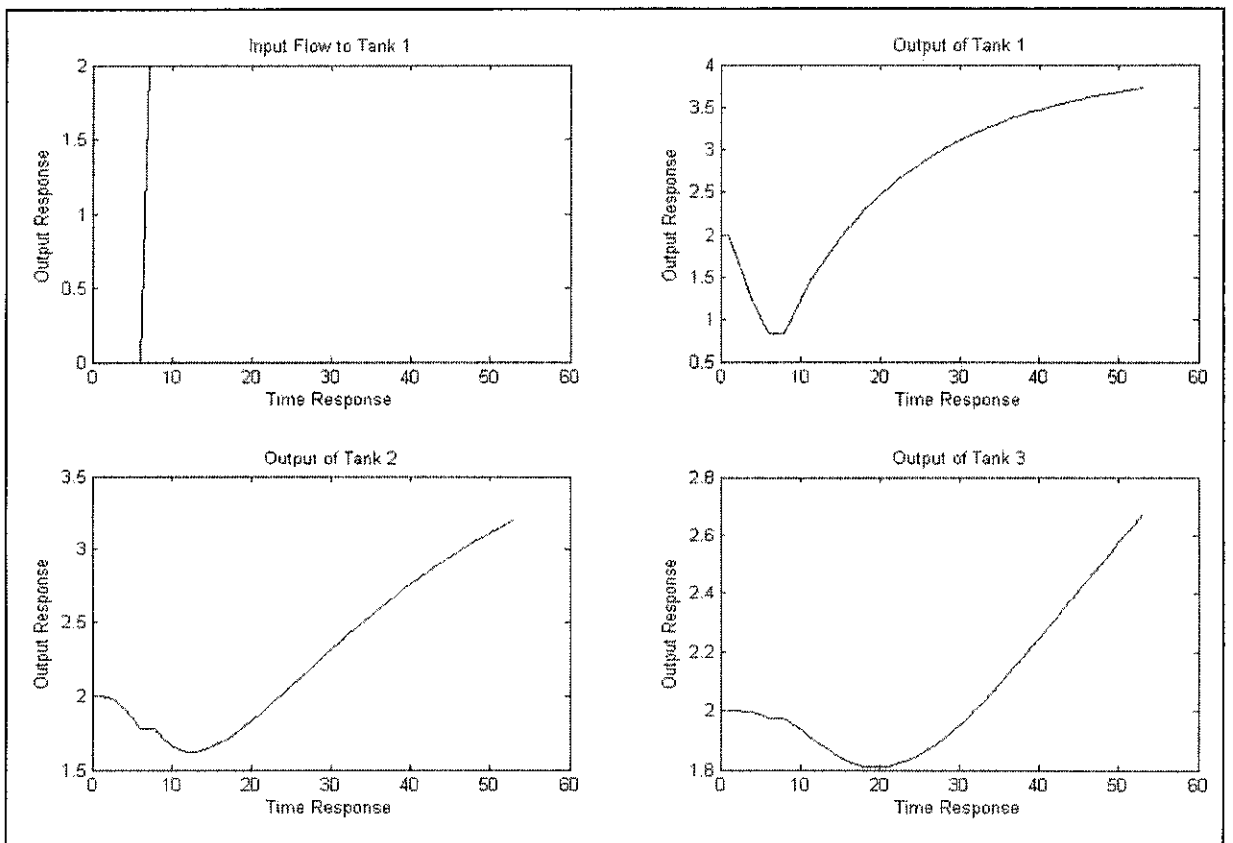 Input Flow to Tank 1
2
1.5
1
0.5
0
Output Response
0 10 20 30 40 50 60
Time Response
Output of Tank 1
4
3.5
3
2.5
2
1.5
1
0.5
Output Response
0 10 20 30 40 50 60
Time Response
Output of Tank 2
3.5
3
2.5
2
1.5
Output Response
0 10 20 30 40 50 60
Time Response
Output of Tank 3
2.8
2.6
2.4
2.2
2
1.8
Output Response
0 10 20 30 40 50 60
Time Response